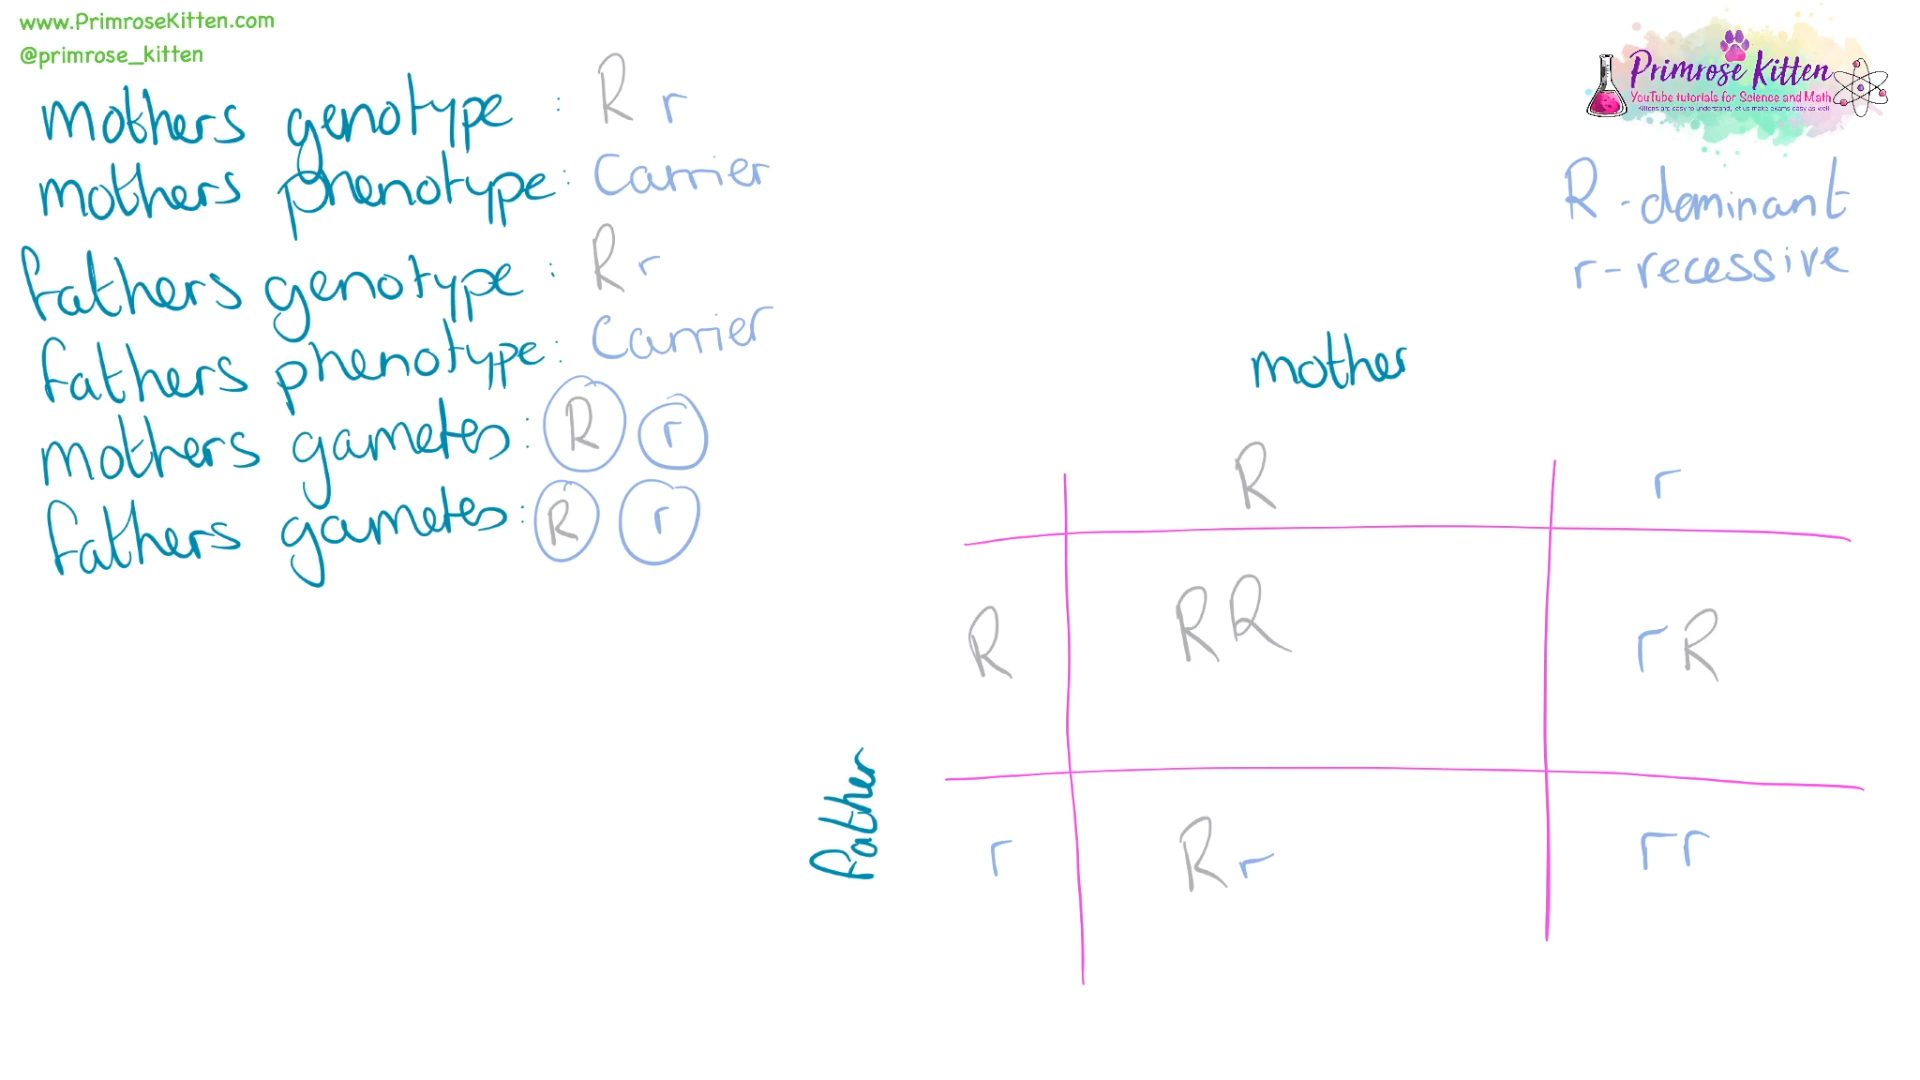 www.PrimroseKitten.com
@primrose_kitten
mothers genotype : R r
mothers phenotype: Carrier
fathers genotype : R r
fathers phenotype: Carrier
mothers gametes: R r
fathers gametes: R r
Primrose Kitten
YouTube tutorials for Science and Math
R - dominant
r - recessive
mother
R r
R RR rR
Father
r Rr rr